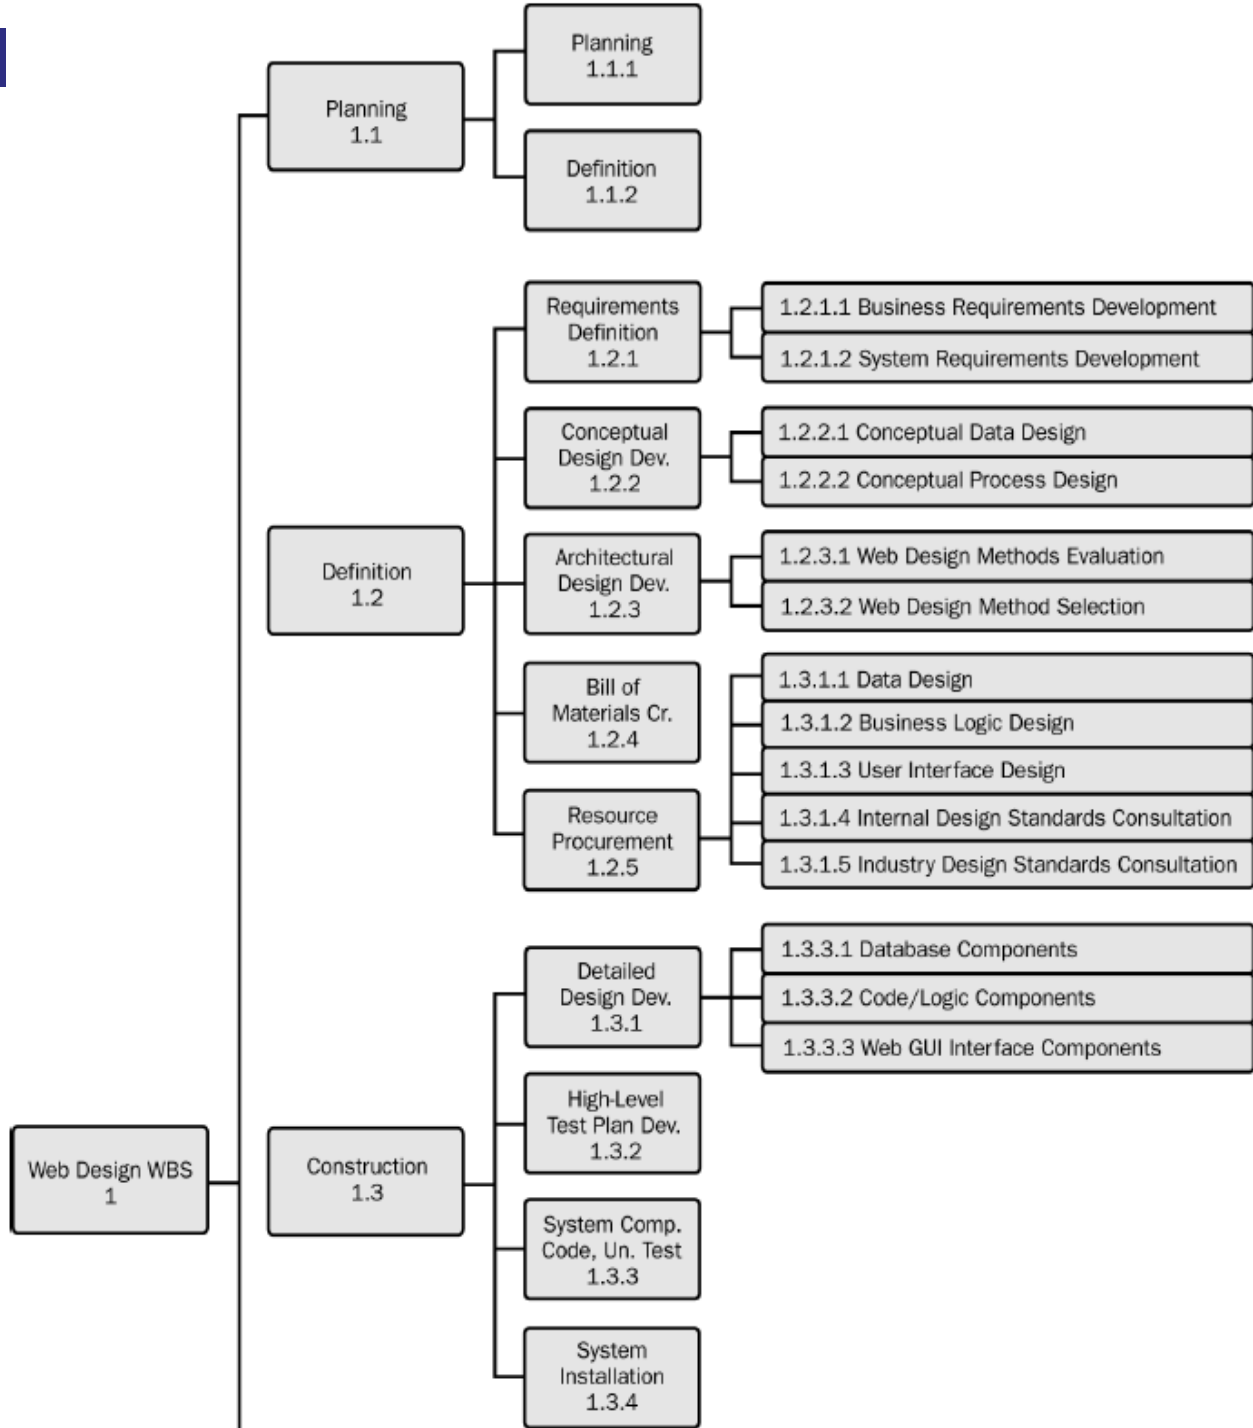 Planning
1.1.1
Planning
1.1
Definition
1.1.2
Requirements
Definition
1.2.1
1.2.1.1 Business Requirements Development
1.2.1.2 System Requirements Development
Conceptual
Design Dev.
1.2.2
1.2.2.1 Conceptual Data Design
1.2.2.2 Conceptual Process Design
Definition
1.2
Architectural
Design Dev.
1.2.3
1.2.3.1 Web Design Methods Evaluation
1.2.3.2 Web Design Method Selection
Bill of
Materials Cr.
1.2.4
Resource
Procurement
1.2.5
1.3.1.1 Data Design
1.3.1.2 Business Logic Design
1.3.1.3 User Interface Design
1.3.1.4 Internal Design Standards Consultation
1.3.1.5 Industry Design Standards Consultation
Detailed
Design Dev.
1.3.1
1.3.3.1 Database Components
1.3.3.2 Code/Logic Components
1.3.3.3 Web GUI Interface Components
High-Level
Test Plan Dev.
1.3.2
Web Design WBS
1
Construction
1.3
System Comp.
Code, Un. Test
1.3.3
System
Installation
1.3.4